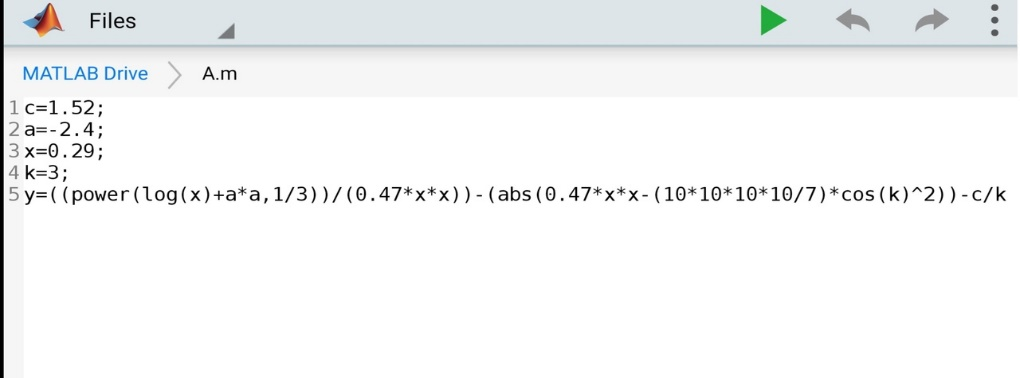 Files
MATLAB Drive A.m
1 c=1.52;
2 a=-2.4;
3 x=0.29;
4 k=3;
5 y=((power(log(x)+a*a,1/3))/(0.47*x*x))-(abs(0.47*x*x-(10*10*10*10/7)*cos(k)^2))-c/k